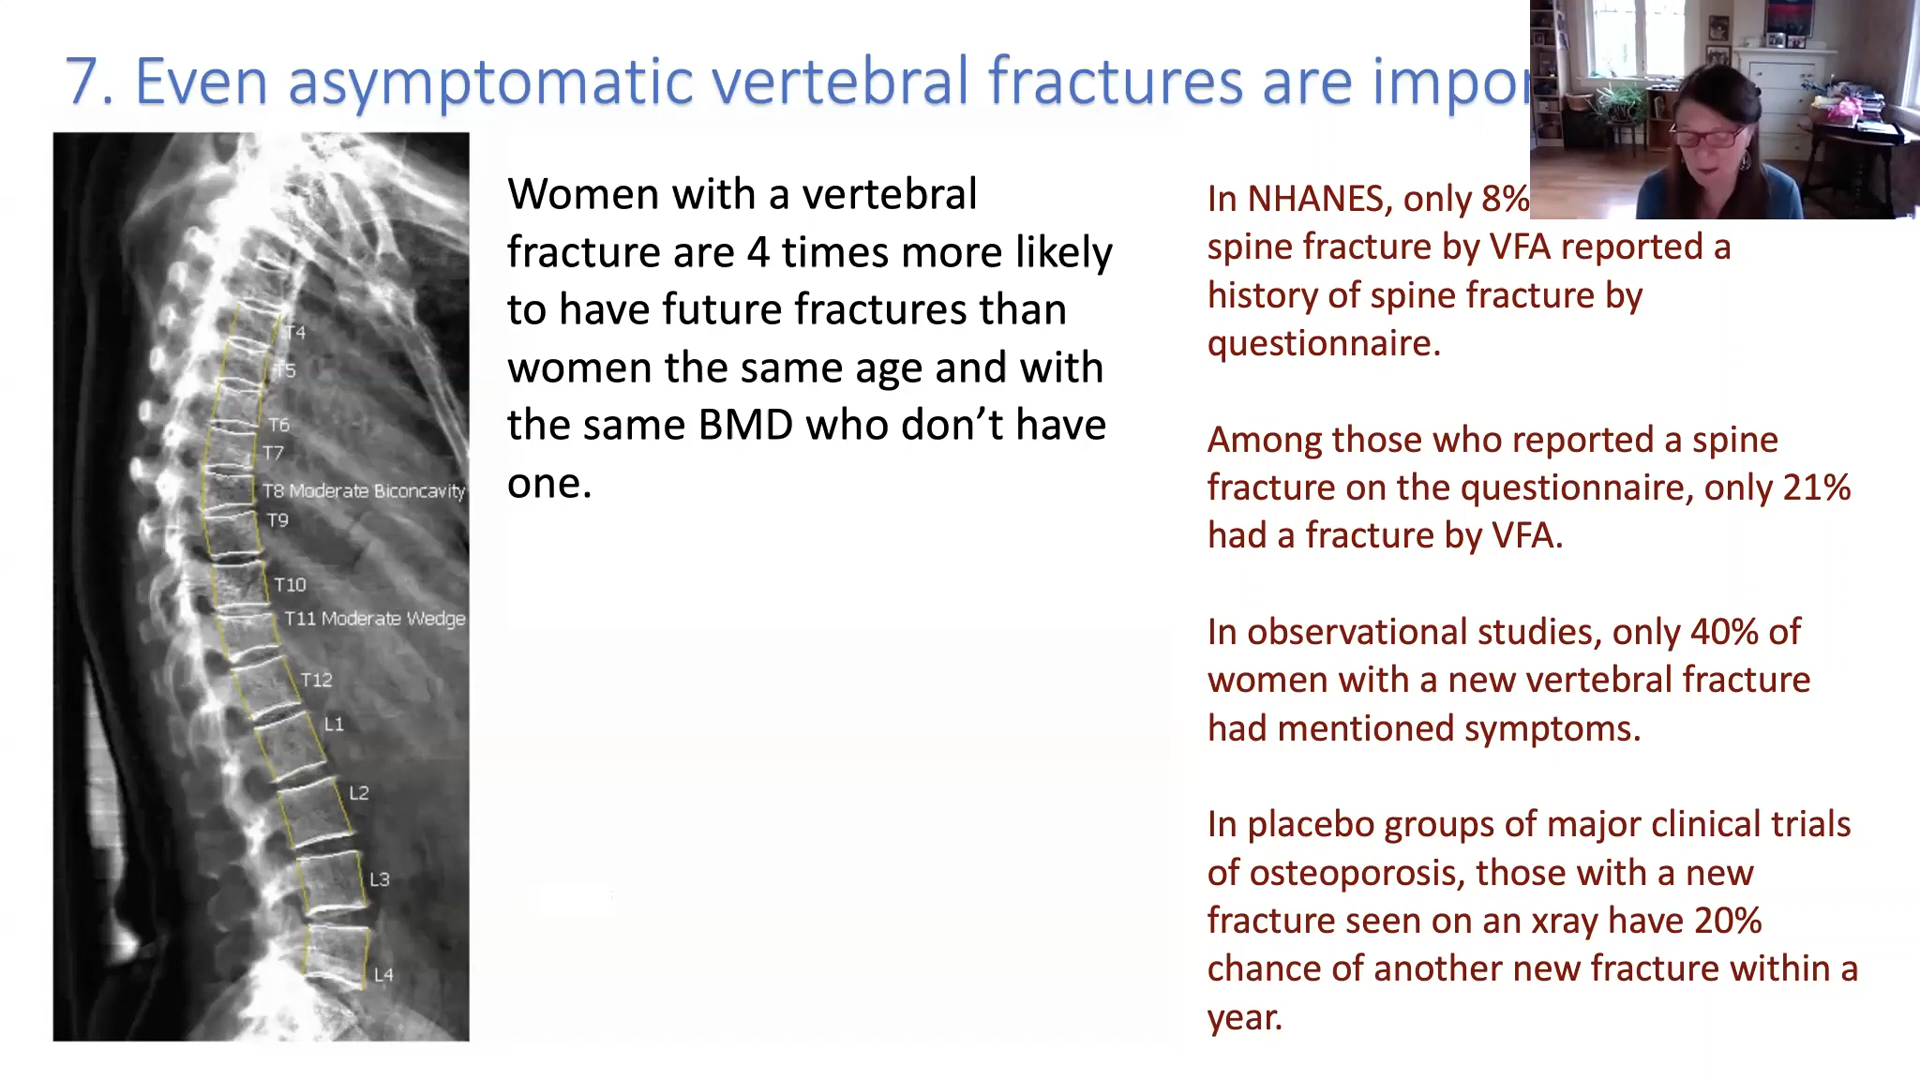 7. Even asymptomatic vertebral fractures are
T4
T5
T6
T7
T8 Moderate Biconcavity
T9
T10
T11 Moderate Wedge
T12
L1
L2
L3
L4
Women with a vertebral
fracture are 4 times more likely
to have future fractures than
women the same age and with
the same BMD who don’t have
one.
In NHANES, only 8%
spine fracture by VFA reported a
history of spine fracture by
questionnaire.
Among those who reported a spine
fracture on the questionnaire, only 21%
had a fracture by VFA.
In observational studies, only 40% of
women with a new vertebral fracture
had mentioned symptoms.
In placebo groups of major clinical trials
of osteoporosis, those with a new
fracture seen on an xray have 20%
chance of another new fracture within a
year.